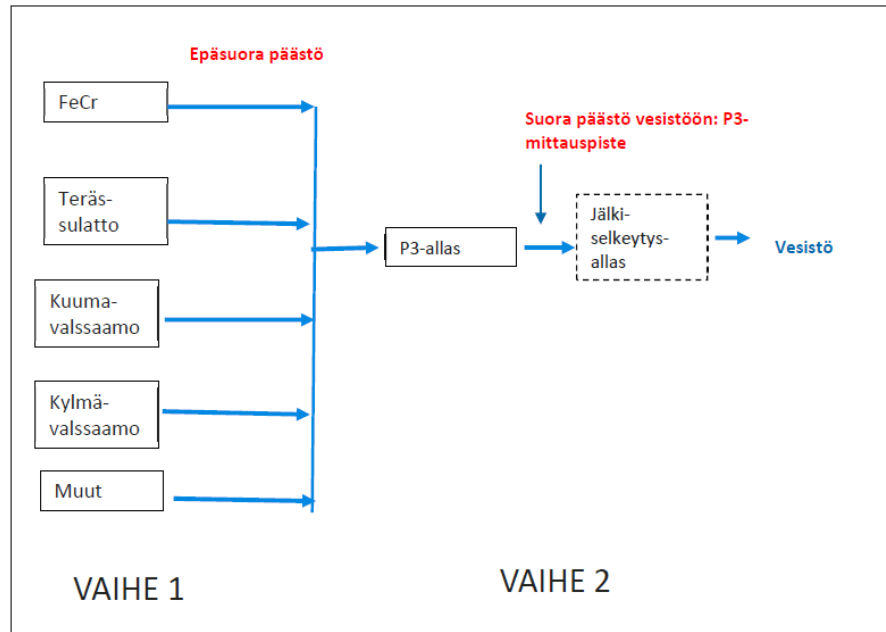 Epäsuora päästö
FeCr
Suora päästö vesistöön: P3-
mittauspiste
Teräs-
sulatto
Jälki-
selkeytys-
allas
P3-allas
Vesistö
Kuuma-
valssaamo
Kylmä-
valssaamo
Muut
VAIHE 1
VAIHE 2